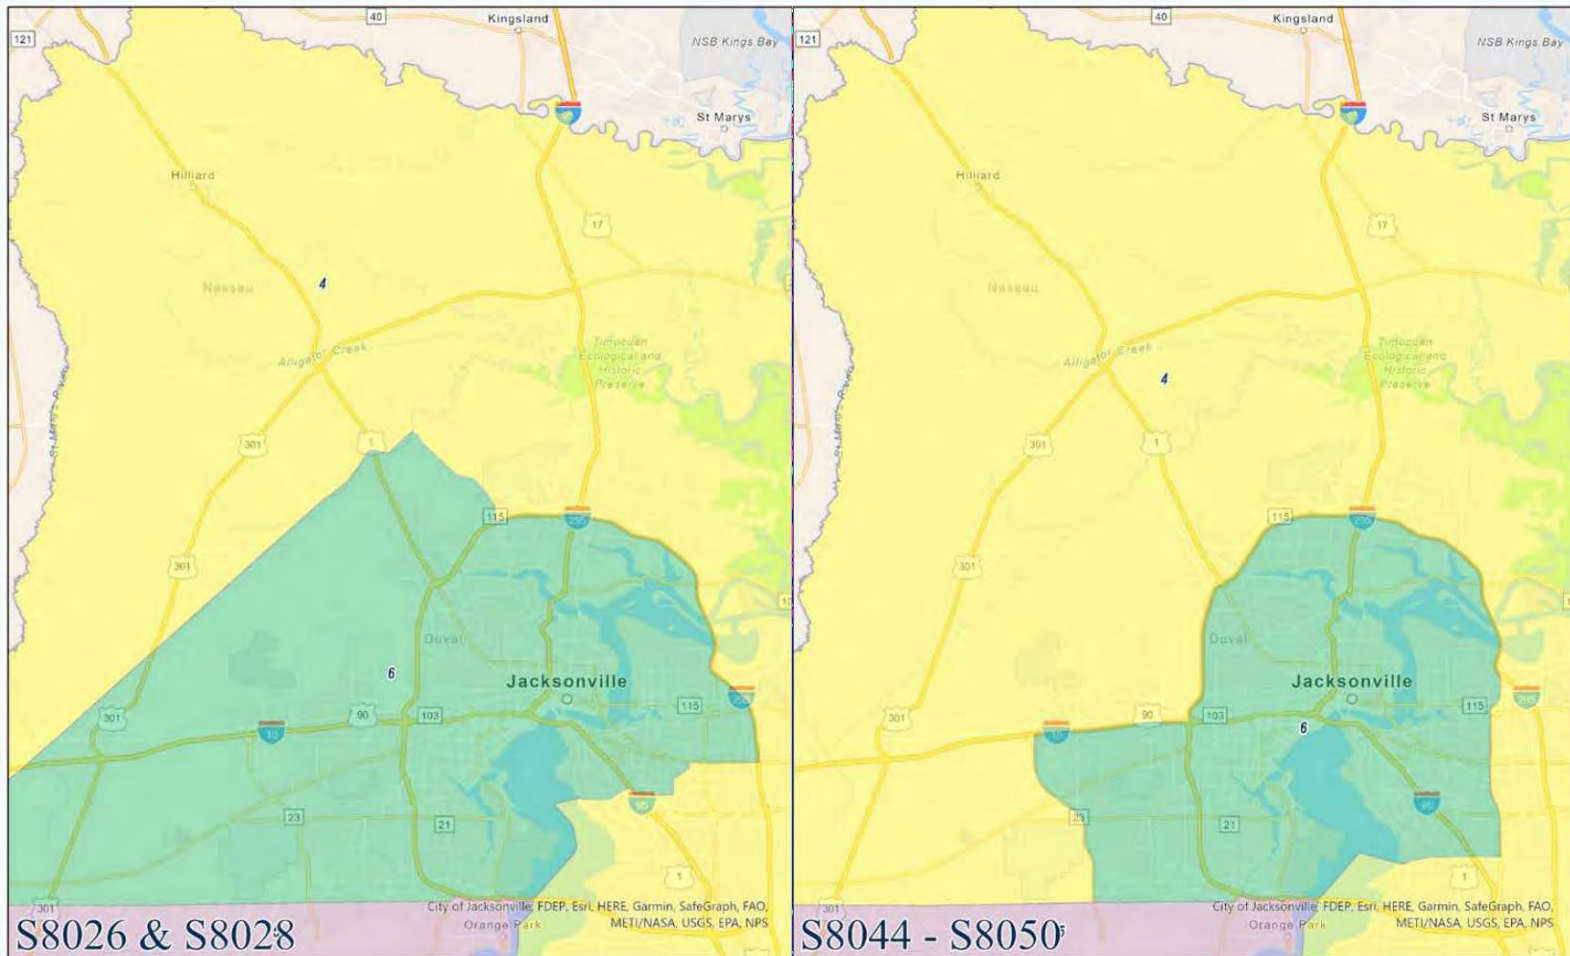 40
Kingsland
121
NSB Kings Bay
St Marys
Hilliard
17
4
Nassau
Timucuan
Ecological and
Historic
Preserve
Alligator Creek
301
1
115
295
301
Duval
6
Jacksonville
301
90
103
115
295
10
95
23
21
1
301
City of Jacksonville, FDEP, Esri, HERE, Garmin, SafeGraph, FAO,
METI/NASA, USGS, EPA, NPS
Orange Park
S8026 & S8028
40
Kingsland
121
NSB Kings Bay
St Marys
Hilliard
17
Nassau
Timucuan
Ecological and
Historic
Preserve
Alligator Creek
4
301
1
115
295
301
Duval
Jacksonville
301
90
103
115
295
10
6
95
23
21
1
301
City of Jacksonville, FDEP, Esri, HERE, Garmin, SafeGraph, FAO,
METI/NASA, USGS, EPA, NPS
Orange Park
S8044 - S8050